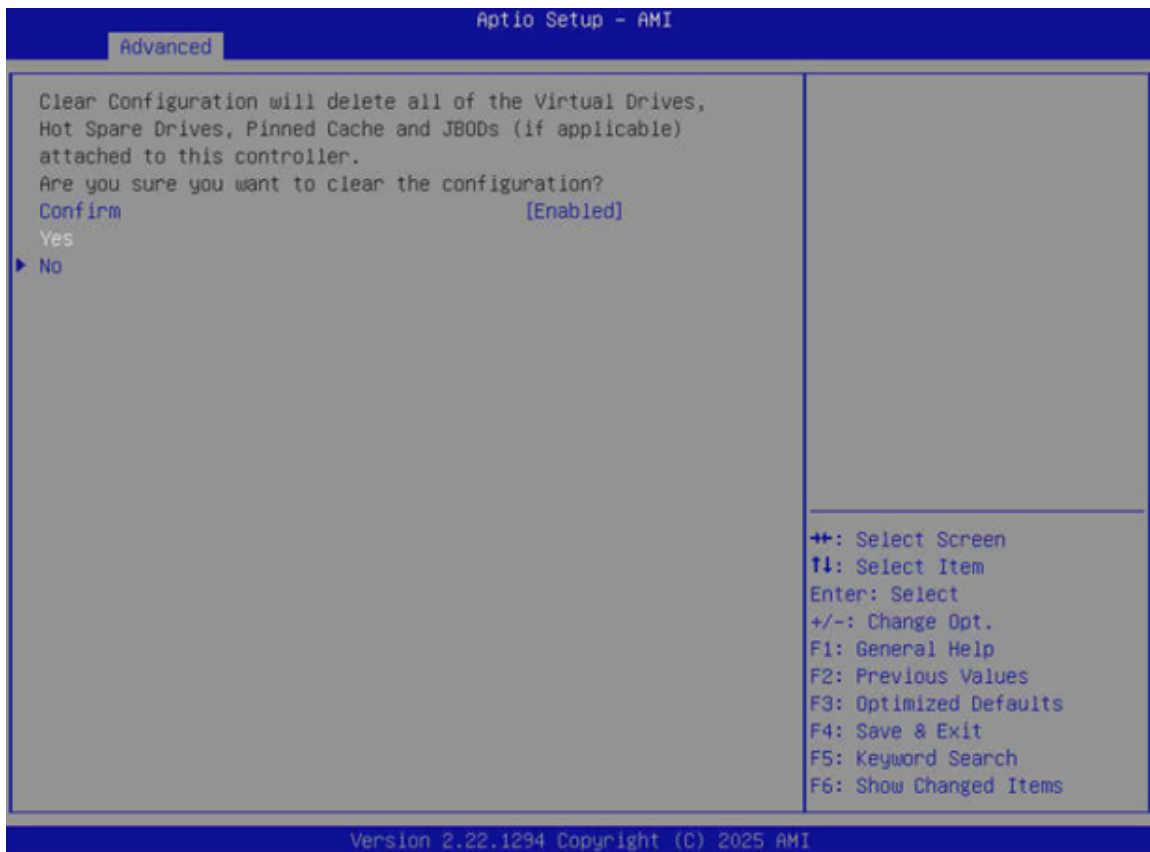 Aptio Setup – AMI
Advanced
Clear Configuration will delete all of the Virtual Drives,
Hot Spare Drives, Pinned Cache and JBODs (if applicable)
attached to this controller.
Are you sure you want to clear the configuration?
Confirm [Enabled]
Yes
▶ No
→←: Select Screen
↑↓: Select Item
Enter: Select
+/-: Change Opt.
F1: General Help
F2: Previous Values
F3: Optimized Defaults
F4: Save & Exit
F5: Keyword Search
F6: Show Changed Items
Version 2.22.1294 Copyright (C) 2025 AMI